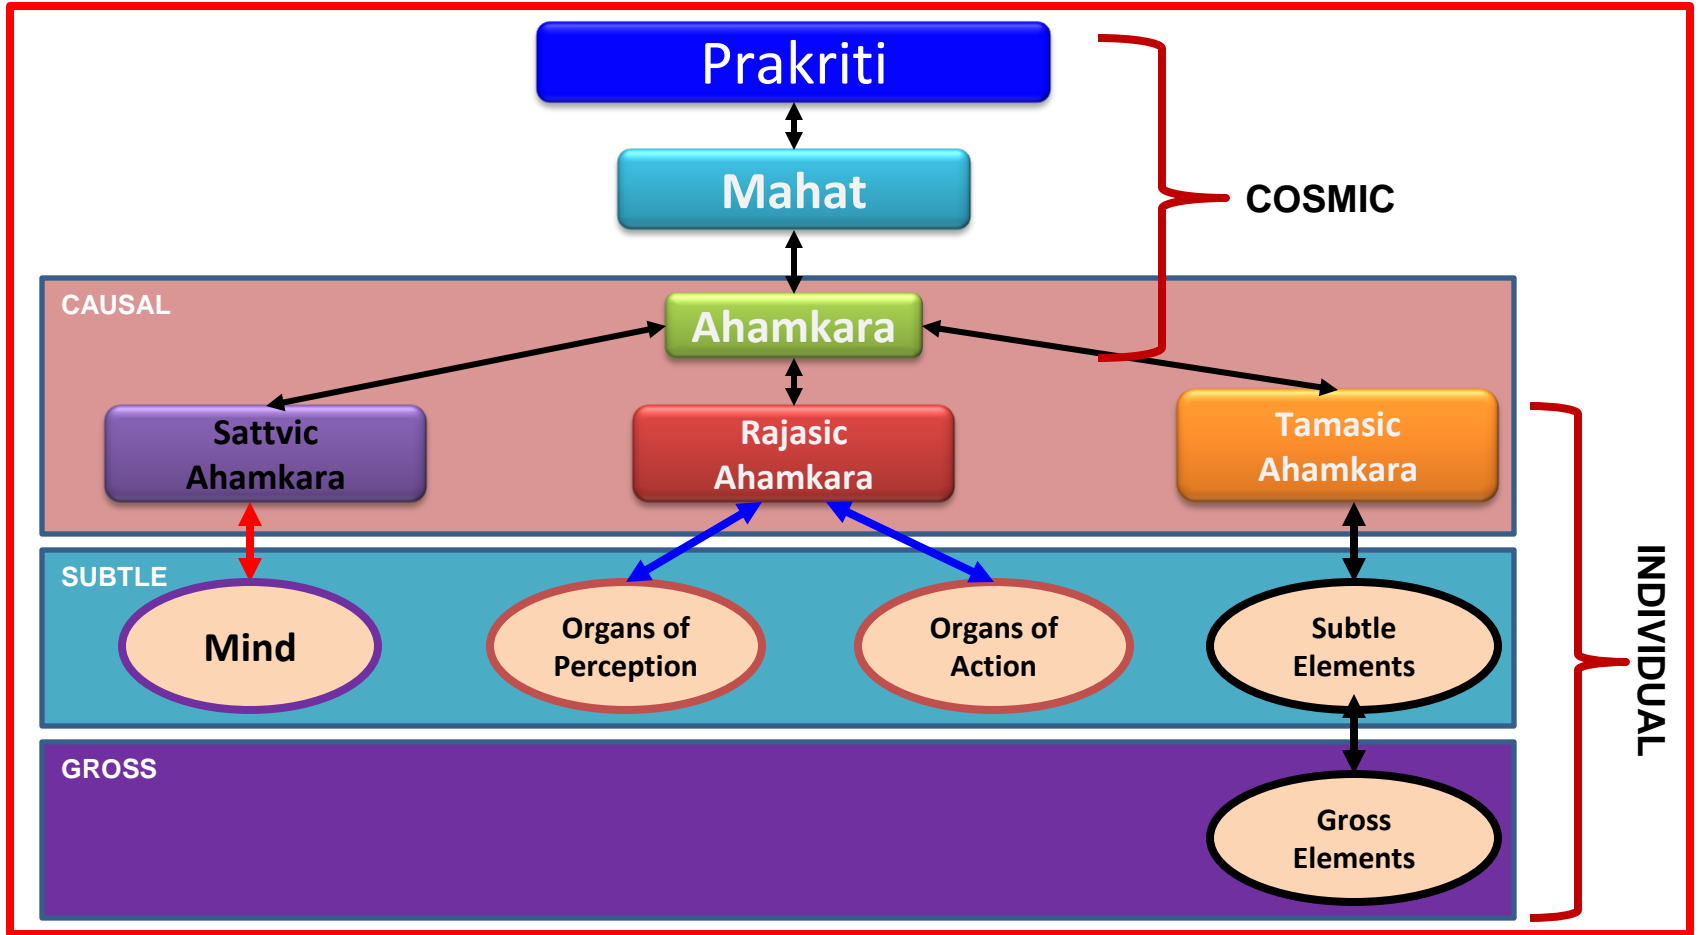 Prakriti
Mahat
COSMIC
CAUSAL
Ahamkara
Sattvic
Ahamkara
Rajasic
Ahamkara
Tamasic
Ahamkara
SUBTLE
Mind
Organs of
Perception
Organs of
Action
Subtle
Elements
INDIVIDUAL
GROSS
Gross
Elements